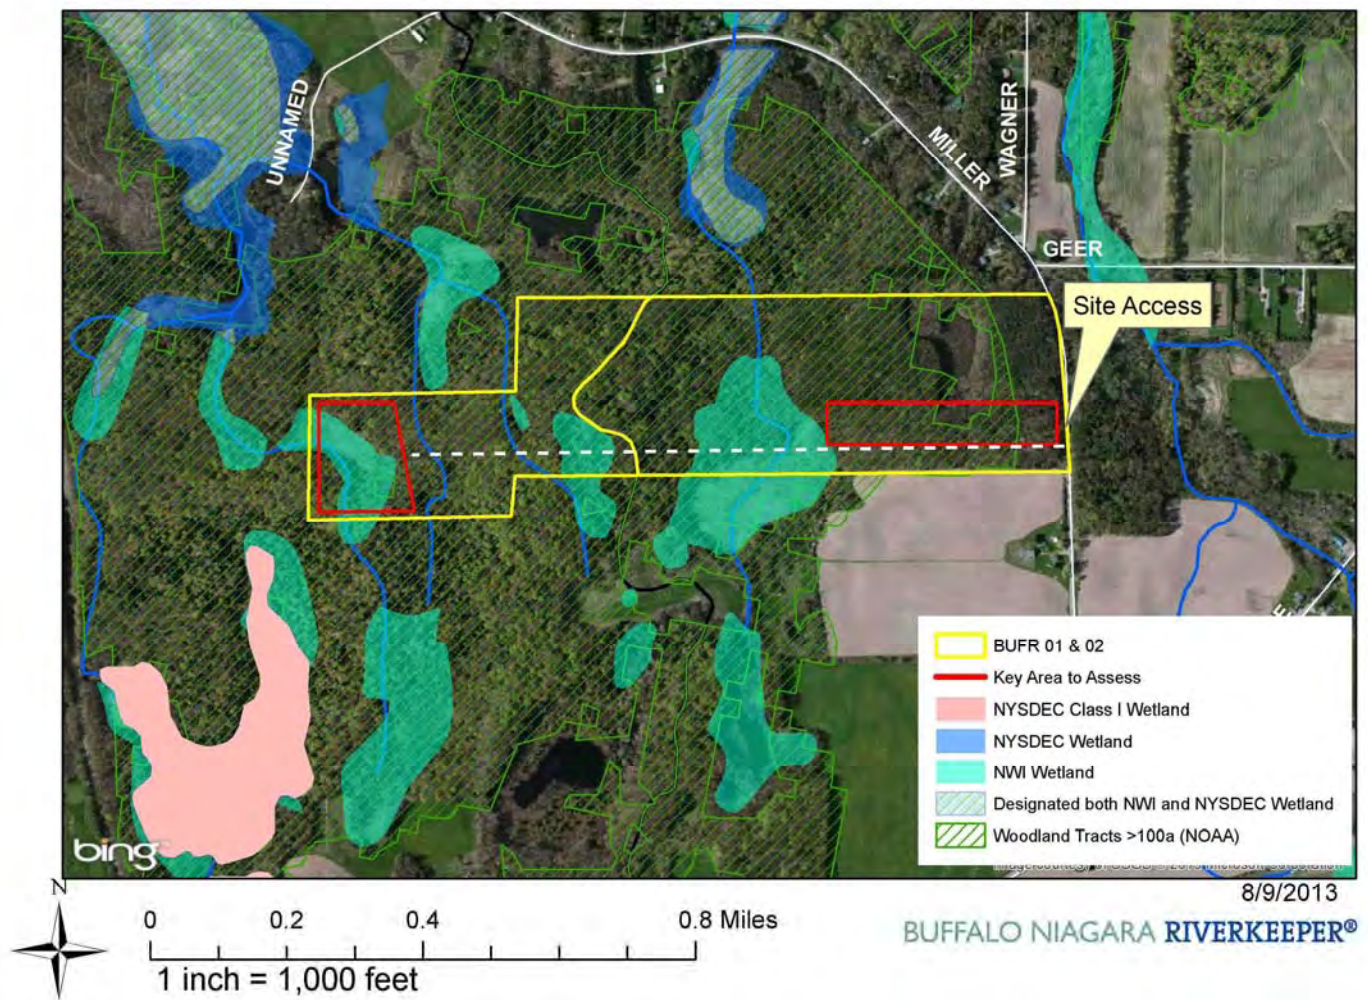 UNNAMED
MILLER
WAGNER
GEER
Site Access
BUFR 01 & 02
Key Area to Assess
NYSDEC Class I Wetland
NYSDEC Wetland
NWI Wetland
Designated both NWI and NYSDEC Wetland
Woodland Tracts >100a (NOAA)
bing
8/9/2013
N
0 0.2 0.4 0.8 Miles
1 inch = 1,000 feet
BUFFALO NIAGARA RIVERKEEPER®